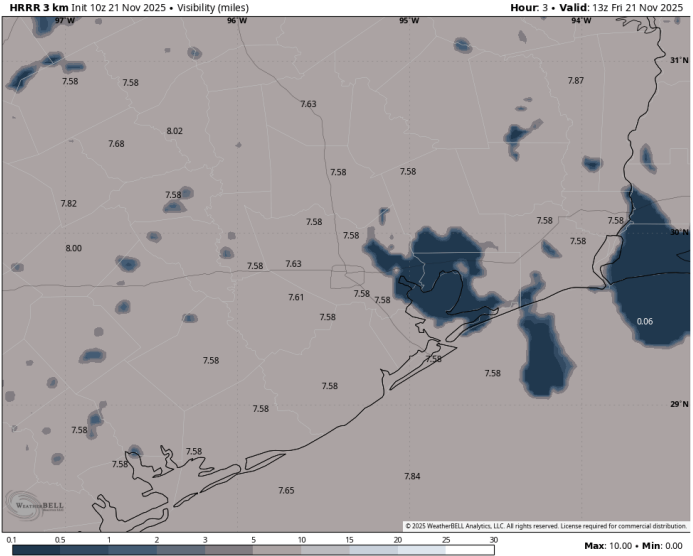 HRRR 3 km Init 10z 21 Nov 2025 • Visibility (miles)
Hour: 3 • Valid: 13z Fri 21 Nov 2025
97°W
96°W
95°W
94°W
31°N
7.58
7.58
7.87
7.63
8.02
7.68
7.58
7.58
7.58
7.82
7.58
7.58
7.58
30°N
7.58
7.58
8.00
7.58
7.63
7.61
7.58
7.58
7.58
0.06
7.58
7.58
7.58
7.58
29°N
7.58
7.58
7.58
7.58
7.84
7.65
WeatherBELL
© 2025 WeatherBELL Analytics, LLC. All rights reserved. License required for commercial distribution.
0.1 0.5 1 2 3 5 10 15 20 25 30
Max: 10.00 • Min: 0.00